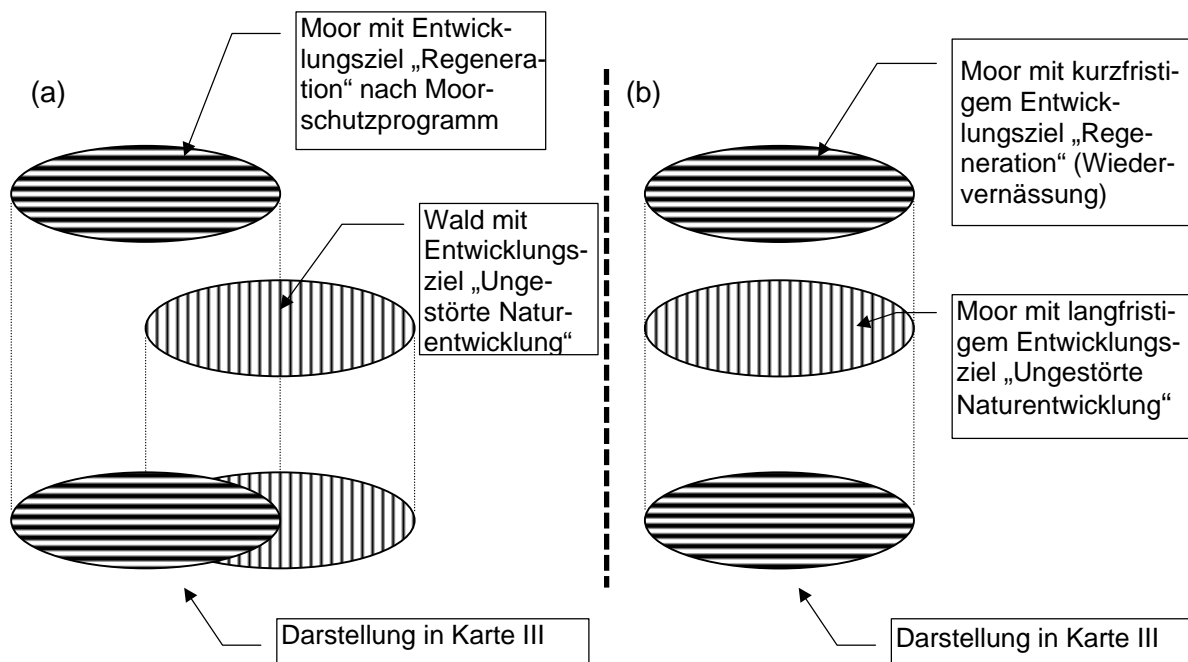 (a)
Moor mit Entwick-
lungsziel „Regenera-
tion“ nach Moor-
schutzprogramm
Wald mit
Entwicklungs-
ziel „Unge-
störte Natur-
entwicklung“
Darstellung in Karte III
(b)
Moor mit kurzfristi-
gem Entwick-
lungsziel „Rege-
neration“ (Wieder-
vernässung)
Moor mit langfristi-
gem Entwicklungs-
ziel „Ungestörte
Naturentwicklung“
Darstellung in Karte III